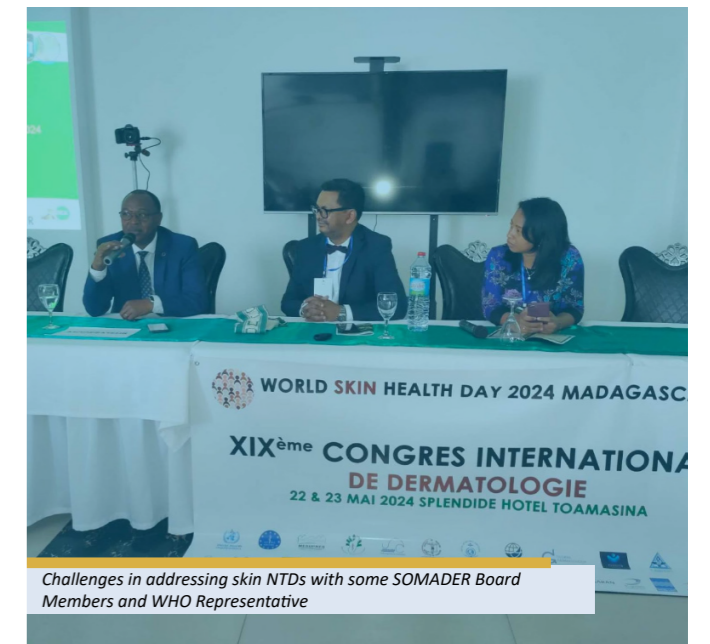 WORLD SKIN HEALTH DAY 2024 MADAGASC
XIXème CONGRES INTERNATIONA
DE DERMATOLOGIE
22 & 23 MAI 2024 SPLENDIDE HOTEL TOAMASINA
Challenges in addressing skin NTDs with some SOMADER Board
Members and WHO Representative